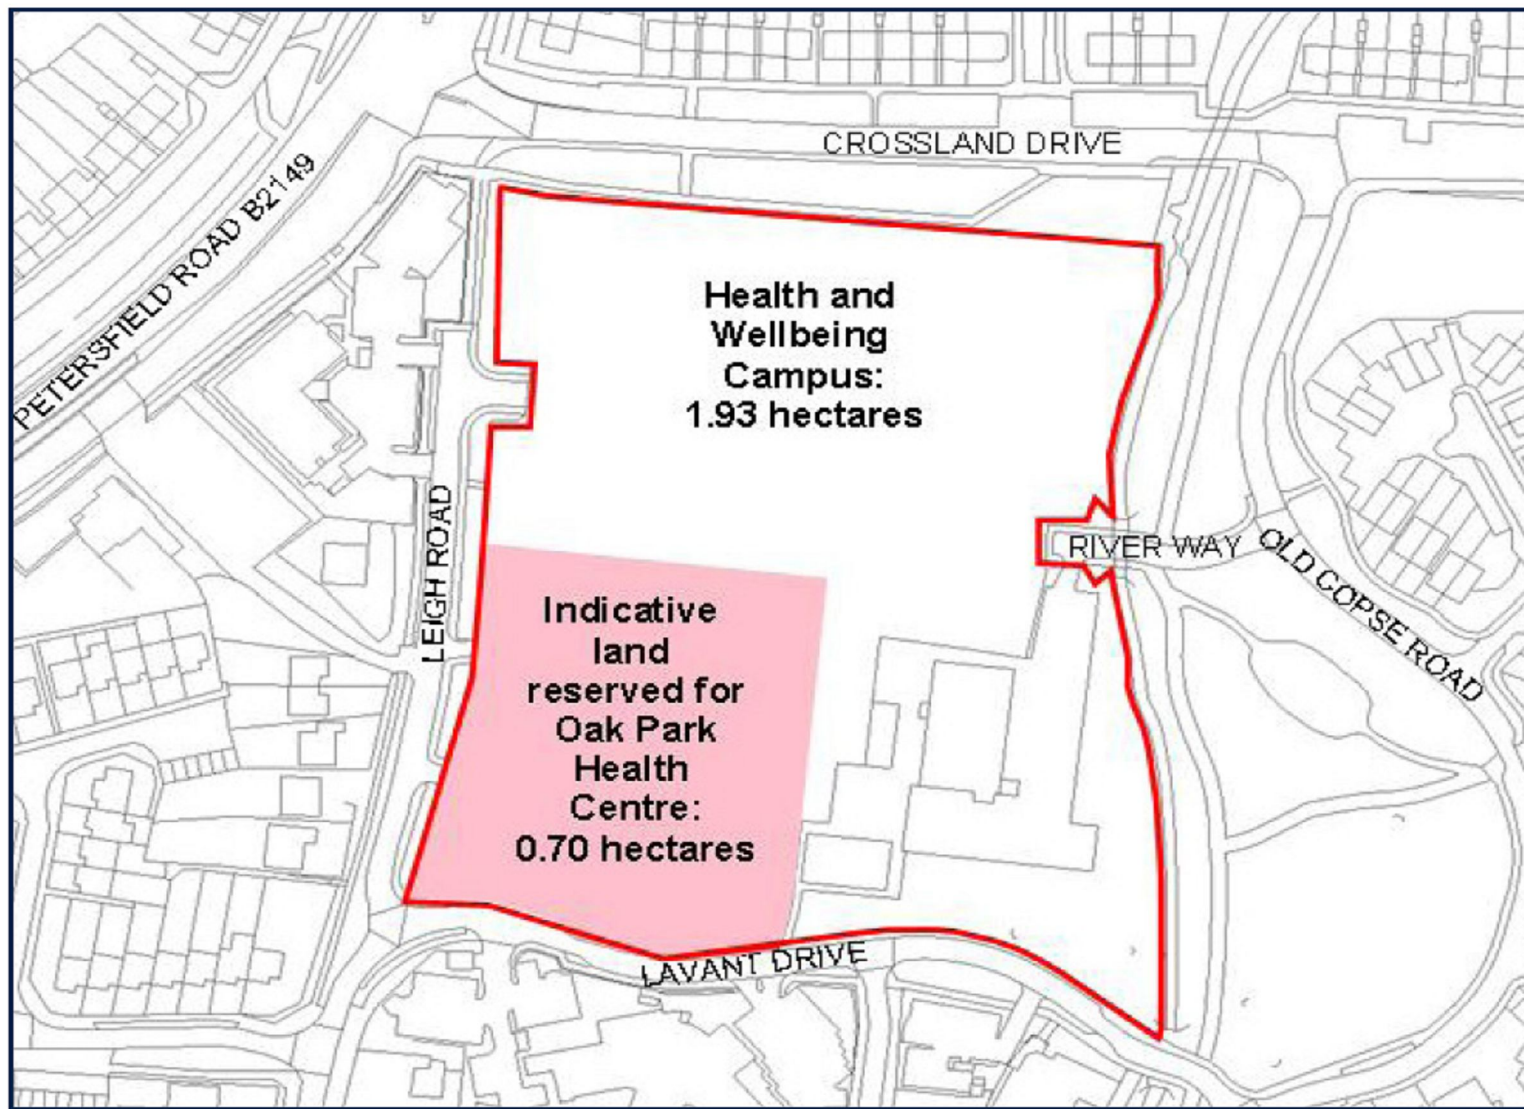 CROSSLAND DRIVE
PETERSFIELD ROAD B2149
Health and
Wellbeing
Campus:
1.93 hectares
LEIGH ROAD
RIVER WAY
OLD COPSE ROAD
Indicative
land
reserved for
Oak Park
Health
Centre:
0.70 hectares
LAVANT DRIVE